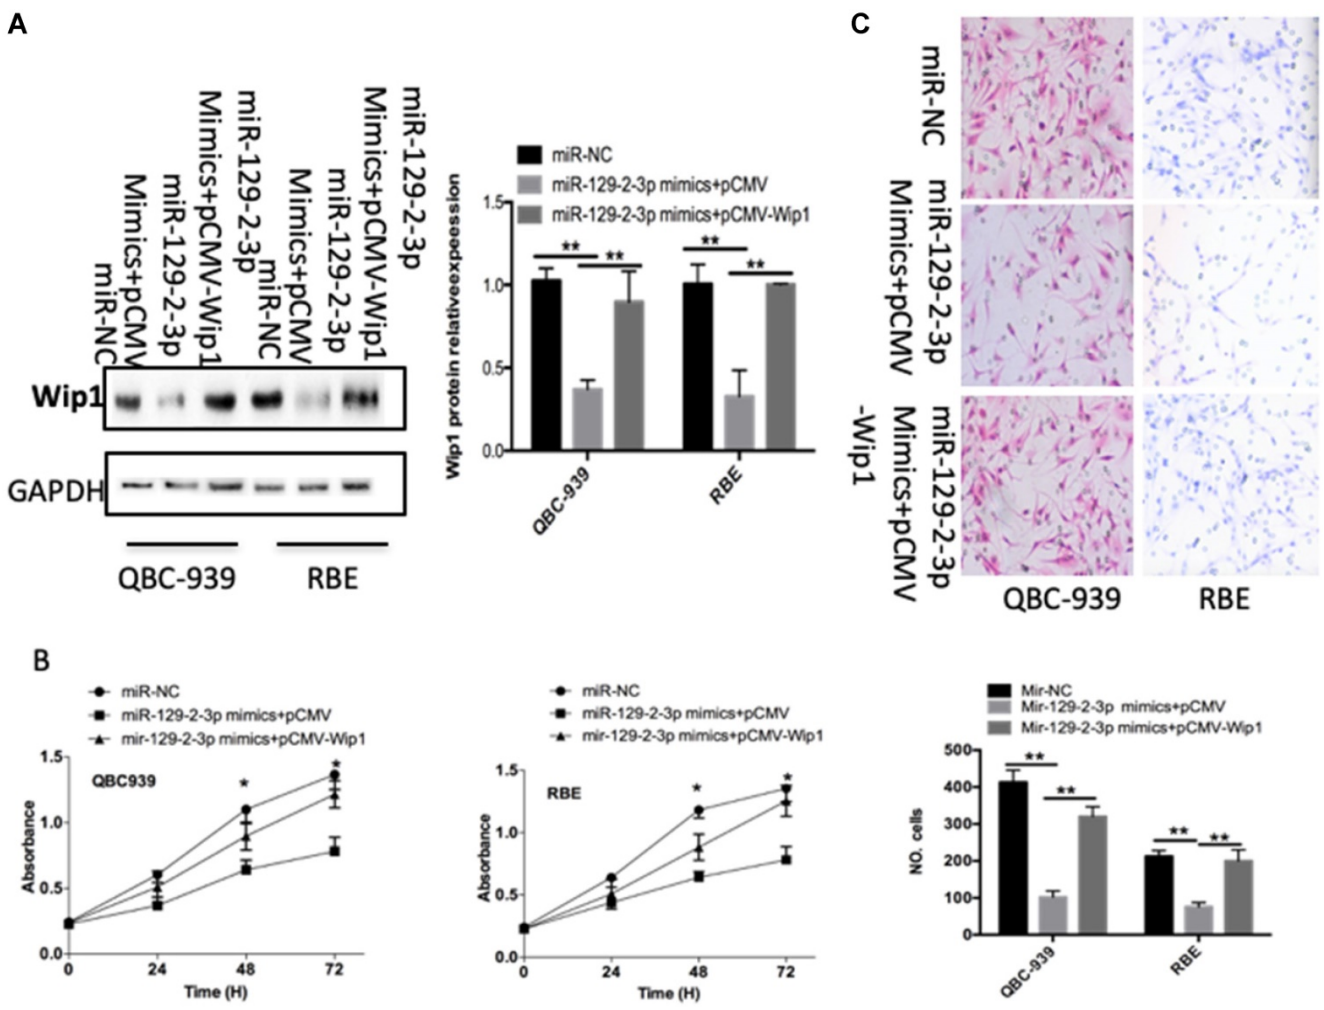 A
miR-NC
Mimics+pCMV
miR-129-2-3p
Mimics+pCMV-Wip1
miR-129-2-3p
miR-NC
Mimics+pCMV
miR-129-2-3p
Mimics+pCMV-Wip1
miR-129-2-3p
Wip1
GAPDH
QBC-939
RBE
miR-NC
miR-129-2-3p mimics+pCMV
miR-129-2-3p mimics+pCMV-Wip1
Wip1 protein relativeexpeession
1.5
1.0
0.5
0.0
** ** ** **
QBC-939
RBE
C
miR-NC
miR-129-2-3p
Mimics+pCMV
miR-129-2-3p
Mimics+pCMV
-Wip1
QBC-939
RBE
B
miR-NC
miR-129-2-3p mimics+pCMV
mir-129-2-3p mimics+pCMV-Wip1
QBC939
Absorbance
1.5
1.0
0.5
0.0
* *
0 24 48 72
Time (H)
miR-NC
miR-129-2-3p mimics+pCMV
mir-129-2-3p mimics+pCMV-Wip1
RBE
Absorbance
1.5
1.0
0.5
0.0
* *
0 24 48 72
Time (H)
Mir-NC
Mir-129-2-3p mimics+pCMV
Mir-129-2-3p mimics+pCMV-Wip1
NO. cells
500
400
300
200
100
0
** ** ** **
QBC-939
RBE